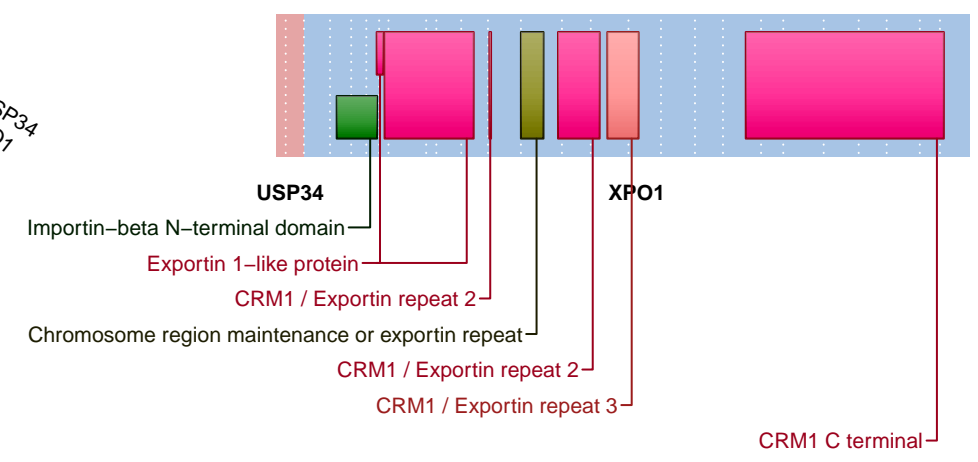 USP34 XPO1
Importin−beta N−terminal domain
Exportin 1−like protein
CRM1 / Exportin repeat 2
Chromosome region maintenance or exportin repeat
CRM1 / Exportin repeat 2
CRM1 / Exportin repeat 3
CRM1 C terminal